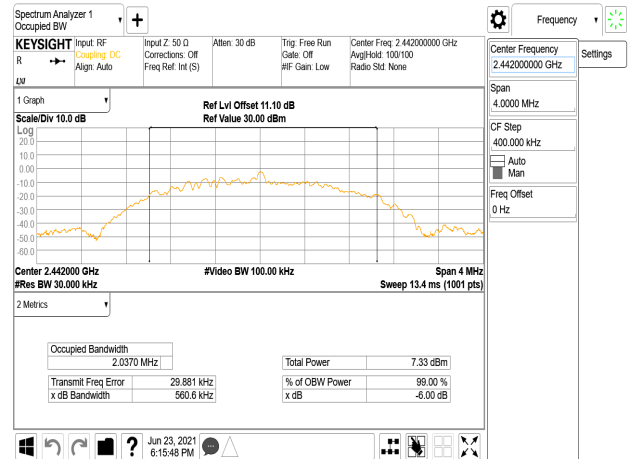 Spectrum Analyzer 1
Occupied BW
Frequency
KEYSIGHT
R
LXI
Input: RF
Coupling: DC
Align: Auto
Input Z: 50 Ω
Corrections: Off
Freq Ref: Int (S)
Atten: 30 dB
Trig: Free Run
Gate: Off
#IF Gain: Low
Center Freq: 2.442000000 GHz
Avg|Hold: 100/100
Radio Std: None
Center Frequency
2.442000000 GHz
Settings
Span
4.0000 MHz
CF Step
400.000 kHz
Auto
Man
Freq Offset
0 Hz
1 Graph
Ref Lvl Offset 11.10 dB
Scale/Div 10.0 dB
Ref Value 30.00 dBm
Log
20.0
10.0
0.00
-10.0
-20.0
-30.0
-40.0
-50.0
-60.0
Center 2.44200 GHz
#Video BW 100.00 kHz
Span 4 MHz
#Res BW 30.000 kHz
Sweep 13.4 ms (1001 pts)
2 Metrics
Occupied Bandwidth
2.0370 MHz
Total Power 7.33 dBm
Transmit Freq Error 29.881 kHz
% of OBW Power 99.00 %
x dB Bandwidth 560.6 kHz
x dB -6.00 dB
?
Jun 23, 2021
6:15:48 PM